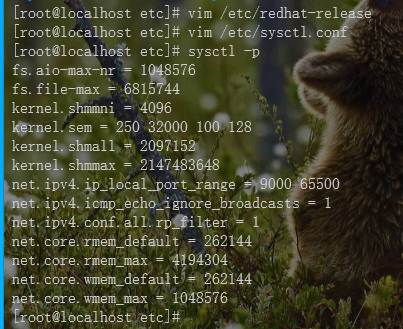 [root@localhost etc]# vim /etc/redhat-release
[root@localhost etc]# vim /etc/sysctl.conf
[root@localhost etc]# sysctl -p
fs.aio-max-nr = 1048576
fs.file-max = 6815744
kernel.shmmni = 4096
kernel.sem = 250 32000 100 128
kernel.shmall = 2097152
kernel.shmmax = 2147483648
net.ipv4.ip_local_port_range = 9000 65500
net.ipv4.icmp_echo_ignore_broadcasts = 1
net.ipv4.conf.all.rp_filter = 1
net.core.rmem_default = 262144
net.core.rmem_max = 4194304
net.core.wmem_default = 262144
net.core.wmem_max = 1048576
[root@localhost etc]#